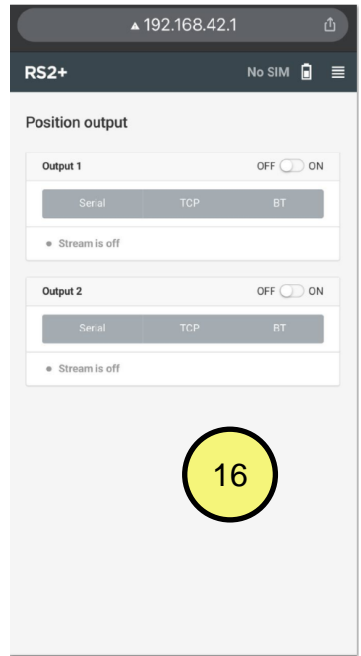 192.168.42.1
RS2+ No SIM
Position output
Output 1 OFF ON
Serial TCP BT
Stream is off
Output 2 OFF ON
Serial TCP BT
Stream is off
16